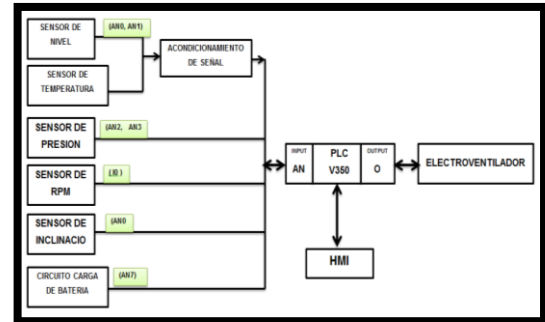 SENSOR DE
NIVEL
(AN0, AN1)
ACONDICIONAMIENTO
DE SEÑAL
SENSOR DE
TEMPERATURA
SENSOR DE
PRESION
(AN2, AN3
SENSOR DE
RPM
(I0.)
SENSOR DE
INCLINACIO
(AN0
CIRCUITO CARGA
DE BATERIA
(AN7)
INPUT
AN
PLC
V350
OUTPUT
O
ELECTROVENTILADOR
HMI